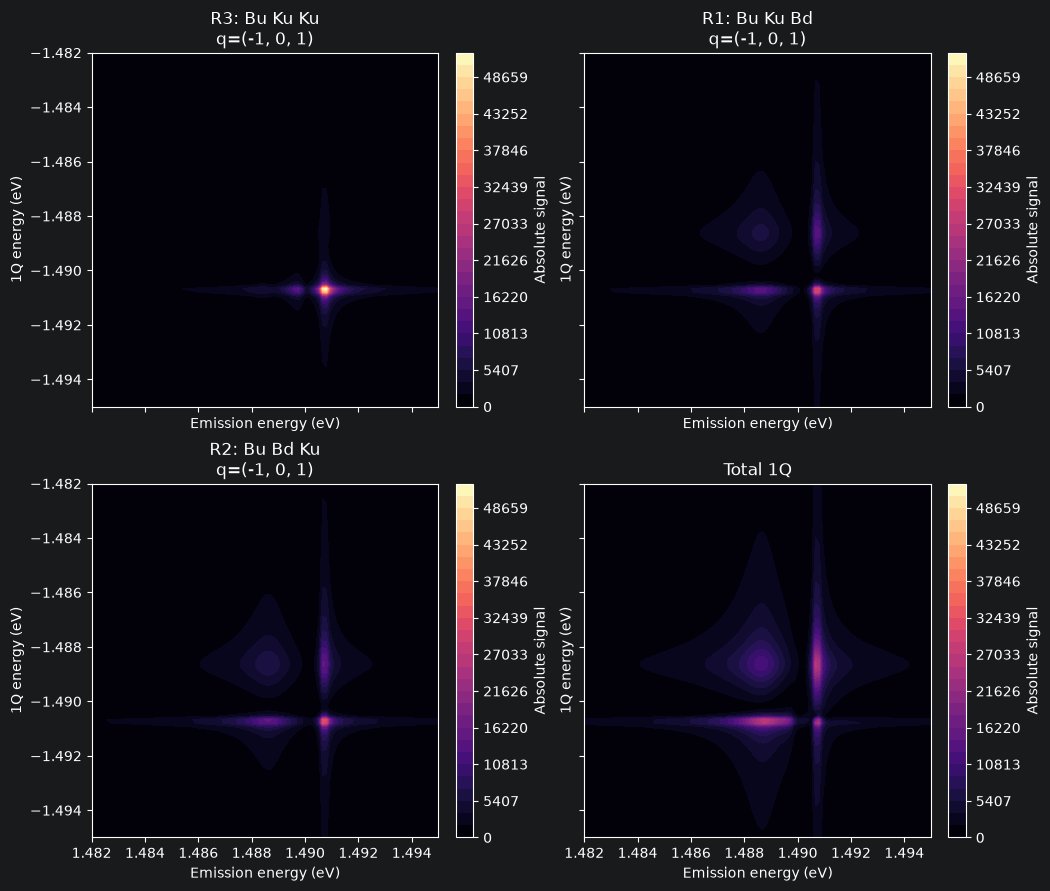 R3: Bu Ku Ku
q=(-1, 0, 1)
R1: Bu Ku Bd
q=(-1, 0, 1)
−1.482
−1.484
−1.486
−1.488
−1.490
−1.492
−1.494
1Q energy (eV)
Emission energy (eV)
48659
43252
37846
32439
27033
21626
16220
10813
5407
0
Absolute signal
1Q energy (eV)
Emission energy (eV)
48659
43252
37846
32439
27033
21626
16220
10813
5407
0
Absolute signal
R2: Bu Bd Ku
q=(-1, 0, 1)
Total 1Q
−1.482
−1.484
−1.486
−1.488
−1.490
−1.492
−1.494
1Q energy (eV)
1.482 1.484 1.486 1.488 1.490 1.492 1.494
Emission energy (eV)
48659
43252
37846
32439
27033
21626
16220
10813
5407
0
Absolute signal
1Q energy (eV)
1.482 1.484 1.486 1.488 1.490 1.492 1.494
Emission energy (eV)
48659
43252
37846
32439
27033
21626
16220
10813
5407
0
Absolute signal